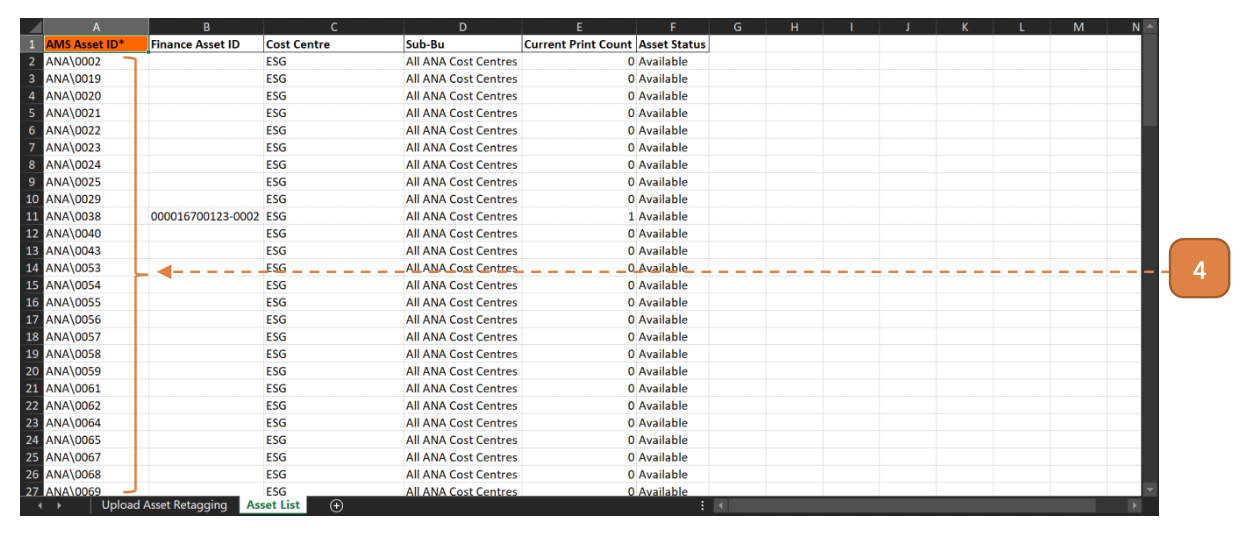 A B C D E F G H I J K L M N
1 AMS Asset ID* Finance Asset ID Cost Centre Sub-Bu Current Print Count Asset Status
2 ANA\0002 ESG All ANA Cost Centres 0 Available
3 ANA\0019 ESG All ANA Cost Centres 0 Available
4 ANA\0020 ESG All ANA Cost Centres 0 Available
5 ANA\0021 ESG All ANA Cost Centres 0 Available
6 ANA\0022 ESG All ANA Cost Centres 0 Available
7 ANA\0023 ESG All ANA Cost Centres 0 Available
8 ANA\0024 ESG All ANA Cost Centres 0 Available
9 ANA\0025 ESG All ANA Cost Centres 0 Available
10 ANA\0029 ESG All ANA Cost Centres 0 Available
11 ANA\0038 000016700123-0002 ESG All ANA Cost Centres 1 Available
12 ANA\0040 ESG All ANA Cost Centres 0 Available
13 ANA\0043 ESG All ANA Cost Centres 0 Available
14 ANA\0053 ESG All ANA Cost Centres 0 Available
4
15 ANA\0054 ESG All ANA Cost Centres 0 Available
16 ANA\0055 ESG All ANA Cost Centres 0 Available
17 ANA\0056 ESG All ANA Cost Centres 0 Available
18 ANA\0057 ESG All ANA Cost Centres 0 Available
19 ANA\0058 ESG All ANA Cost Centres 0 Available
20 ANA\0059 ESG All ANA Cost Centres 0 Available
21 ANA\0061 ESG All ANA Cost Centres 0 Available
22 ANA\0062 ESG All ANA Cost Centres 0 Available
23 ANA\0064 ESG All ANA Cost Centres 0 Available
24 ANA\0065 ESG All ANA Cost Centres 0 Available
25 ANA\0067 ESG All ANA Cost Centres 0 Available
26 ANA\0068 ESG All ANA Cost Centres 0 Available
27 ANA\0069 ESG All ANA Cost Centres 0 Available
Upload Asset Retagging Asset List